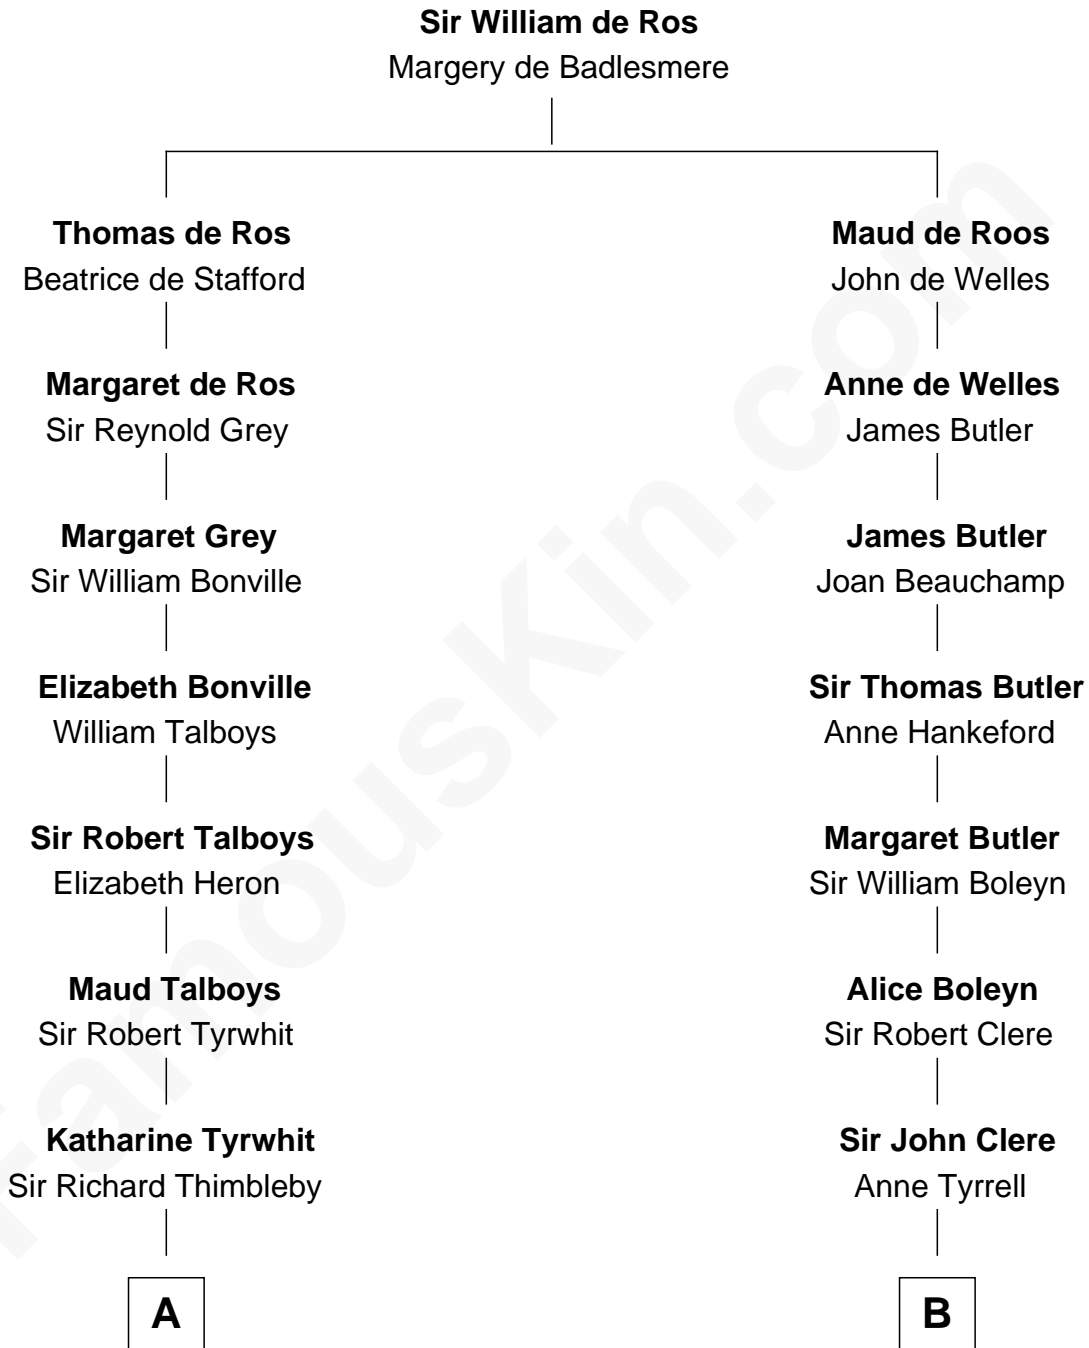 Sir William de Ros
Margery de Badlesmere
Thomas de Ros
Beatrice de Stafford
Margaret de Ros
Sir Reynold Grey
Margaret Grey
Sir William Bonville
Elizabeth Bonville
William Talboys
Sir Robert Talboys
Elizabeth Heron
Maud Talboys
Sir Robert Tyrwhit
Katharine Tyrwhit
Sir Richard Thimbleby
A
Maud de Roos
John de Welles
Anne de Welles
James Butler
James Butler
Joan Beauchamp
Sir Thomas Butler
Anne Hankeford
Margaret Butler
Sir William Boleyn
Alice Boleyn
Sir Robert Clere
Sir John Clere
Anne Tyrrell
B
FamousKin.com